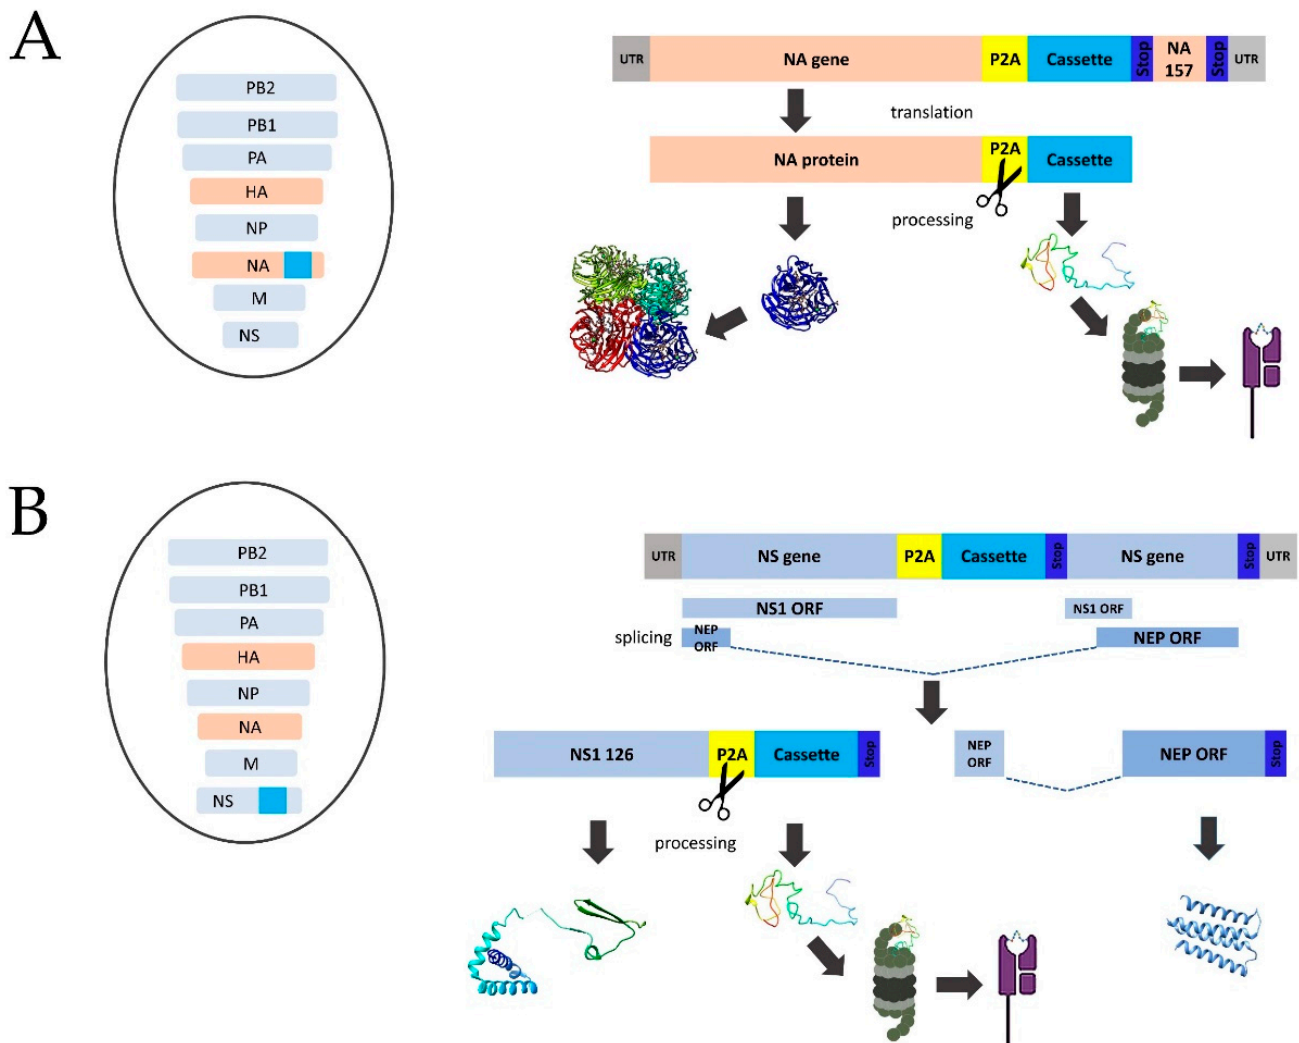 A
PB2
PB1
PA
HA
NP
NA
M
NS
UTR
NA gene
P2A
Cassette
Stop
NA
157
Stop
UTR
translation
NA protein
P2A
Cassette
processing
B
PB2
PB1
PA
HA
NP
NA
M
NS
UTR
NS gene
P2A
Cassette
Stop
NS gene
Stop
UTR
NS1 ORF
NS1 ORF
splicing
NEP
ORF
NEP ORF
NS1 126
P2A
Cassette
Stop
NEP
ORF
NEP ORF
Stop
processing